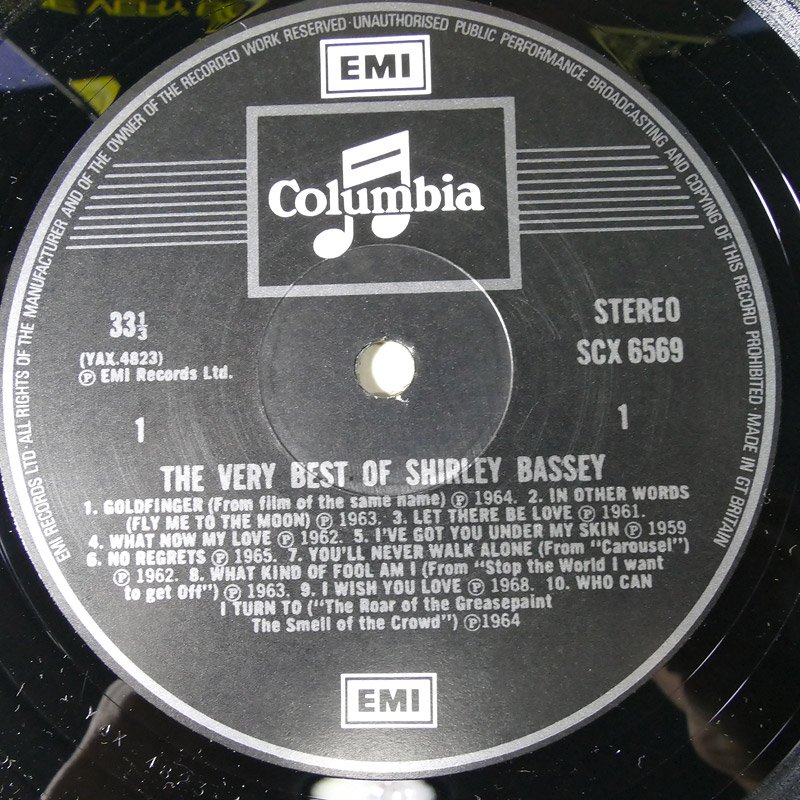 EMI RECORDS LTD · ALL RIGHTS OF THE MANUFACTURER AND OF THE OWNER OF THE RECORDED WORK RESERVED · UNAUTHORISED PUBLIC PERFORMANCE BROADCASTING AND COPYING OF THIS RECORD PROHIBITED · MADE IN GT BRITAIN
EMI
Columbia
33⅓
STEREO
(YAX.4823)
SCX 6569
℗ EMI Records Ltd.
1
1
THE VERY BEST OF SHIRLEY BASSEY
1. GOLDFINGER (From film of the same name) ℗ 1964. 2. IN OTHER WORDS
(FLY ME TO THE MOON) ℗ 1963. 3. LET THERE BE LOVE ℗ 1961.
4. WHAT NOW MY LOVE ℗ 1962. 5. I'VE GOT YOU UNDER MY SKIN ℗ 1959
6. NO REGRETS ℗ 1965. 7. YOU'LL NEVER WALK ALONE (From "Carousel")
℗ 1962. 8. WHAT KIND OF FOOL AM I (From "Stop the World I want
to get Off") ℗ 1963. 9. I WISH YOU LOVE ℗ 1968. 10. WHO CAN
I TURN TO ("The Roar of the Greasepaint
The Smell of the Crowd") ℗1964
EMI